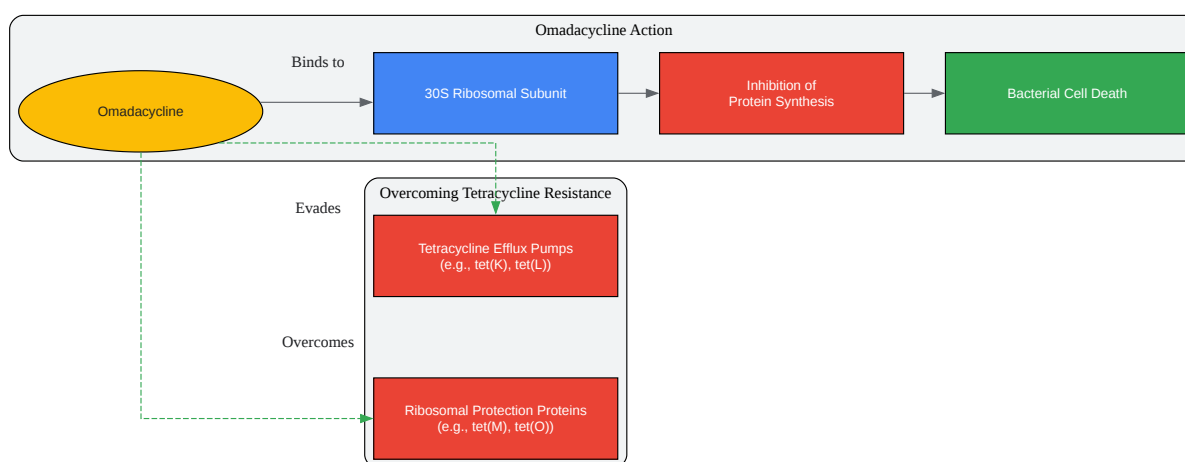 Omadacycline Action
Binds to
Omadacycline
30S Ribosomal Subunit
Inhibition of
Protein Synthesis
Bacterial Cell Death
Overcoming Tetracycline Resistance
Evades
Tetracycline Efflux Pumps
(e.g., tet(K), tet(L))
Overcomes
Ribosomal Protection Proteins
(e.g., tet(M), tet(O))